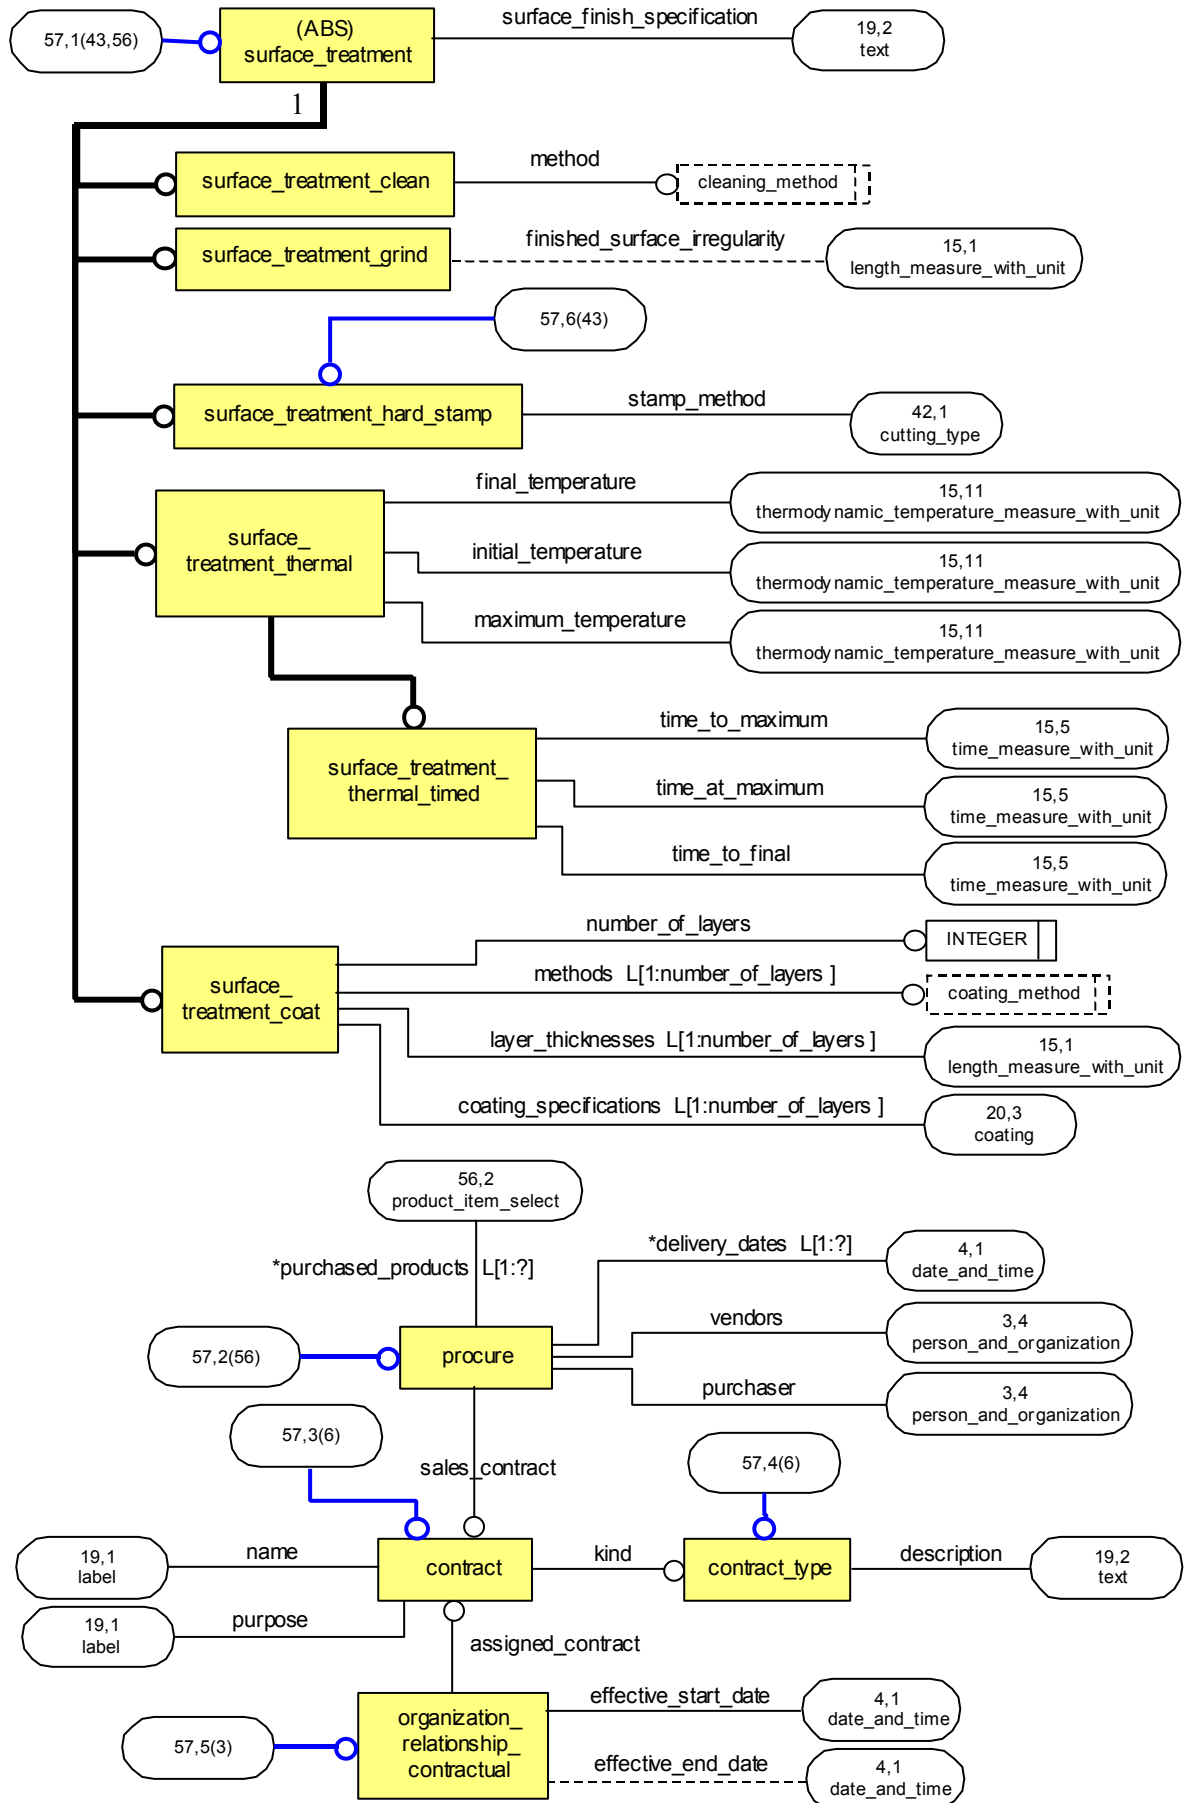 57,1(43,56)
(ABS)
surface_treatment
surface_finish_specification
19,2
text
1
surface_treatment_clean
method
cleaning_method
surface_treatment_grind
finished_surface_irregularity
15,1
length_measure_with_unit
57,6(43)
surface_treatment_hard_stamp
stamp_method
42,1
cutting_type
surface_
treatment_thermal
final_temperature
15,11
thermodynamic_temperature_measure_with_unit
initial_temperature
15,11
thermodynamic_temperature_measure_with_unit
maximum_temperature
15,11
thermodynamic_temperature_measure_with_unit
surface_treatment_
thermal_timed
time_to_maximum
15,5
time_measure_with_unit
time_at_maximum
15,5
time_measure_with_unit
time_to_final
15,5
time_measure_with_unit
surface_
treatment_coat
number_of_layers
INTEGER
methods L[1:number_of_layers ]
coating_method
layer_thicknesses L[1:number_of_layers ]
15,1
length_measure_with_unit
coating_specifications L[1:number_of_layers ]
20,3
coating
56,2
product_item_select
*purchased_products L[1:?]
*delivery_dates L[1:?]
4,1
date_and_time
57,2(56)
procure
vendors
3,4
person_and_organization
purchaser
3,4
person_and_organization
57,3(6)
sales_contract
57,4(6)
19,1
label
name
contract
kind
contract_type
description
19,2
text
19,1
label
purpose
assigned_contract
57,5(3)
organization_
relationship_
contractual
effective_start_date
4,1
date_and_time
effective_end_date
4,1
date_and_time